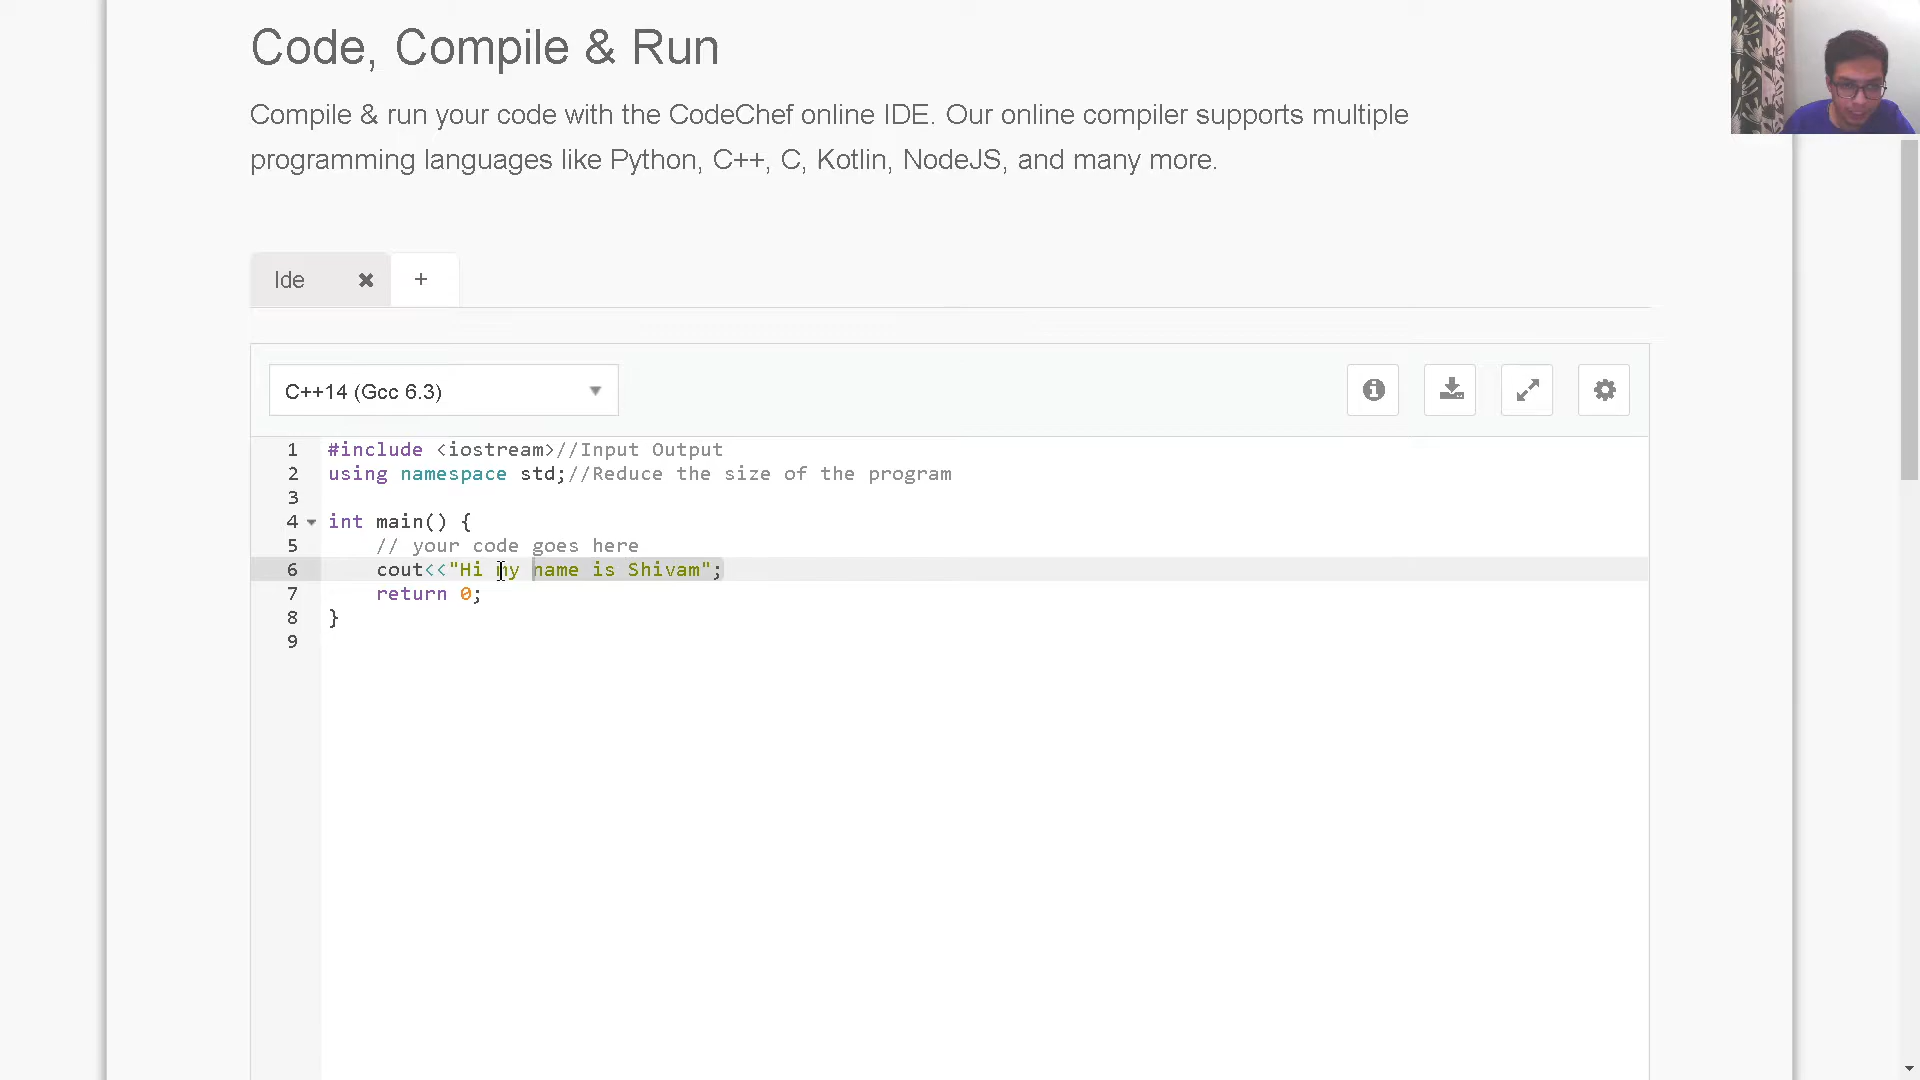 Code, Compile & Run
Compile & run your code with the CodeChef online IDE. Our online compiler supports multiple
programming languages like Python, C++, C, Kotlin, NodeJS, and many more.
Ide
+
C++14 (Gcc 6.3)
1 #include <iostream>//Input Output
2 using namespace std;//Reduce the size of the program
3
4 int main() {
5 // your code goes here
6 cout<<"Hi my name is Shivam";
7 return 0;
8 }
9